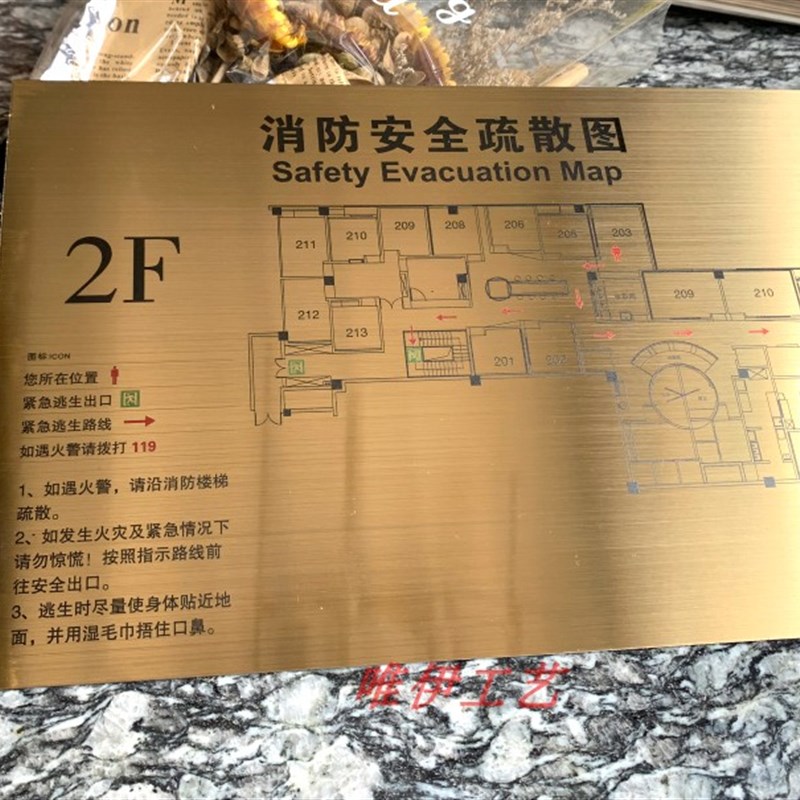 on
&
消防安全疏散图
Safety Evacuation Map
2F
211
210
209
208
206
205
203
209
210
212
213
201
202
图标 ICON
您所在位置
紧急逃生出口
紧急逃生路线
如遇火警请拨打 119
1、如遇火警，请沿消防楼梯
疏散。
2、如发生火灾及紧急情况下
请勿惊慌！按照指示路线前
往安全出口。
3、逃生时尽量使身体贴近地
面，并用湿毛巾捂住口鼻。
唯伊工艺